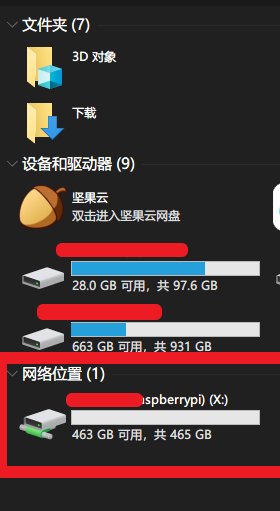 文件夹 (7)
3D 对象
下载
设备和驱动器 (9)
坚果云
双击进入坚果云网盘
28.0 GB 可用，共 97.6 GB
663 GB 可用，共 931 GB
网络位置 (1)
aspberrypi) (X:)
463 GB 可用，共 465 GB